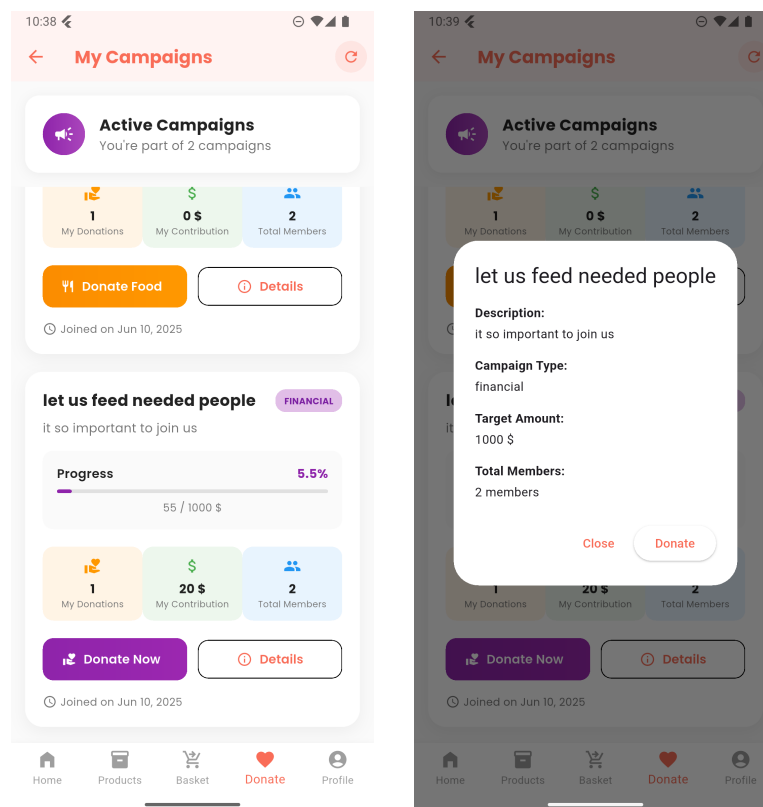 10:38
My Campaigns
Active Campaigns
You're part of 2 campaigns
1
My Donations
0 $
My Contribution
2
Total Members
Donate Food
Details
Joined on Jun 10, 2025
let us feed needed people
FINANCIAL
it so important to join us
Progress
5.5%
55 / 1000 $
1
My Donations
20 $
My Contribution
2
Total Members
Donate Now
Details
Joined on Jun 10, 2025
Home
Products
Basket
Donate
Profile
10:39
My Campaigns
Active Campaigns
You're part of 2 campaigns
1
My Donations
0 $
My Contribution
2
Total Members
let us feed needed people
Description:
it so important to join us
Campaign Type:
financial
Target Amount:
1000 $
Total Members:
2 members
Close
Donate
1
My Donations
20 $
My Contribution
2
Total Members
Donate Now
Details
Joined on Jun 10, 2025
Home
Products
Basket
Donate
Profile